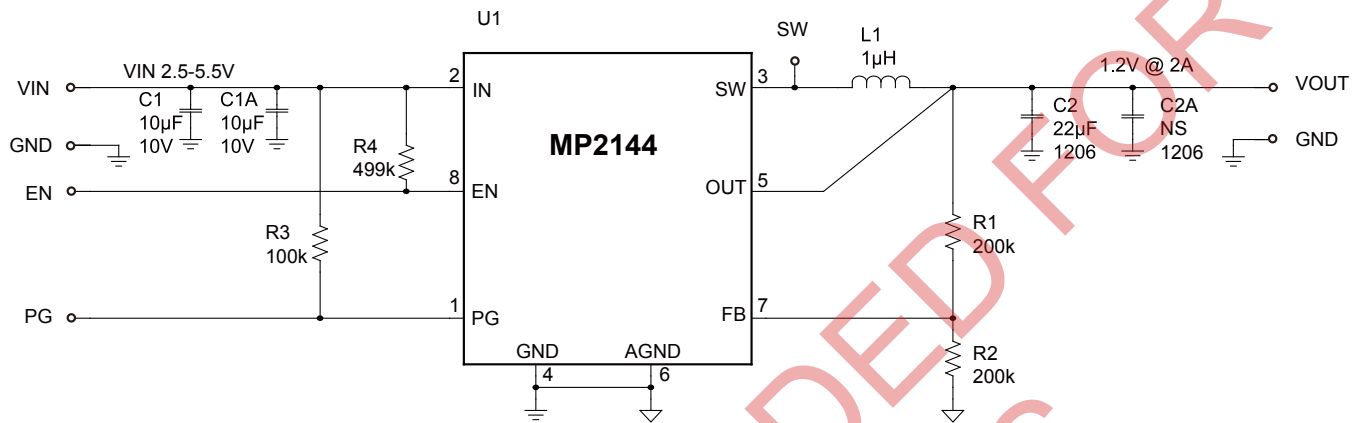 U1
SW
L1
1µH
VIN
VIN 2.5-5.5V
2
IN
SW
3
1.2V @ 2A
VOUT
C1
10µF
10V
C1A
10µF
10V
C2
22µF
1206
C2A
NS
1206
GND
GND
R4
499k
MP2144
EN
8
EN
OUT
5
R3
100k
R1
200k
PG
1
PG
FB
7
GND
4
AGND
6
R2
200k
DED FOR